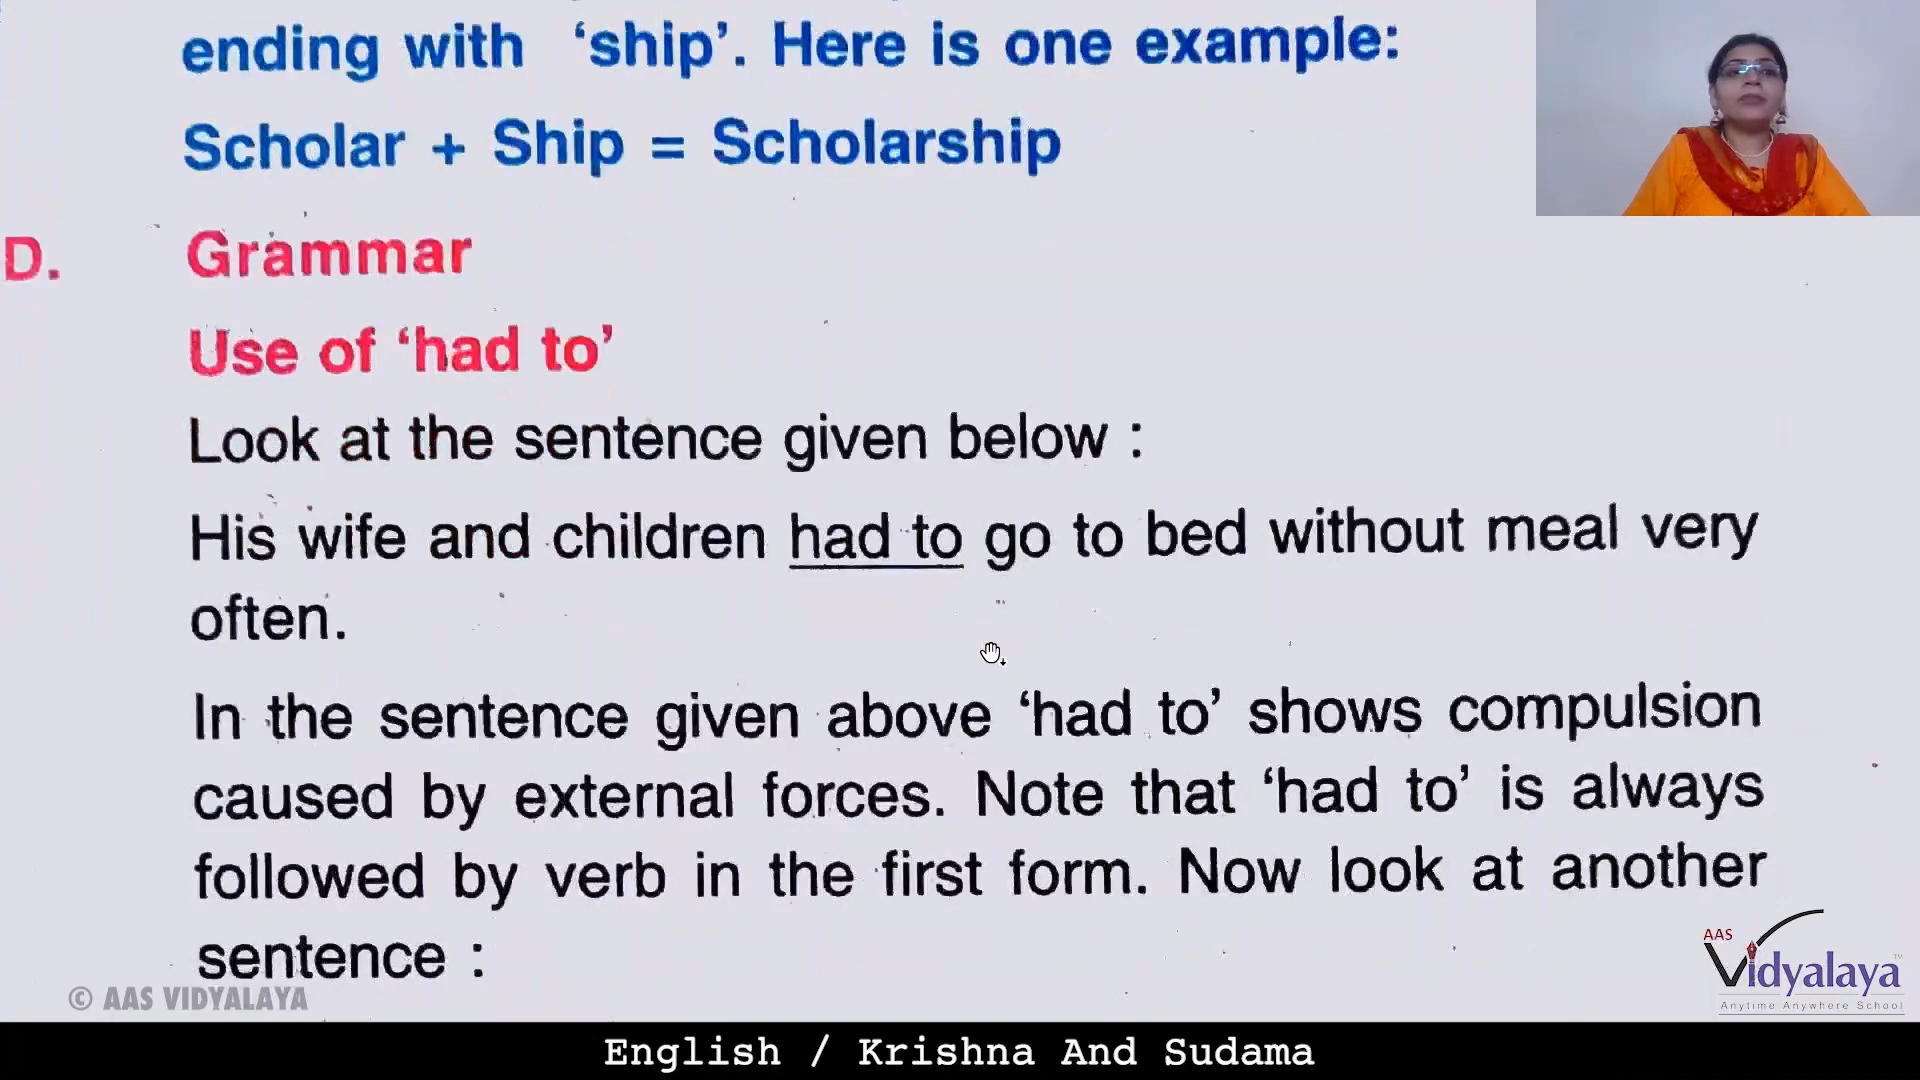 ending with ‘ship’. Here is one example:
Scholar + Ship = Scholarship
D. Grammar
Use of ‘had to’
Look at the sentence given below :
His wife and children had to go to bed without meal very
often.
In the sentence given above ‘had to’ shows compulsion
caused by external forces. Note that ‘had to’ is always
followed by verb in the first form. Now look at another
sentence :
© AAS VIDYALAYA
AAS
Vidyalaya
TM
Anytime Anywhere School
English / Krishna And Sudama